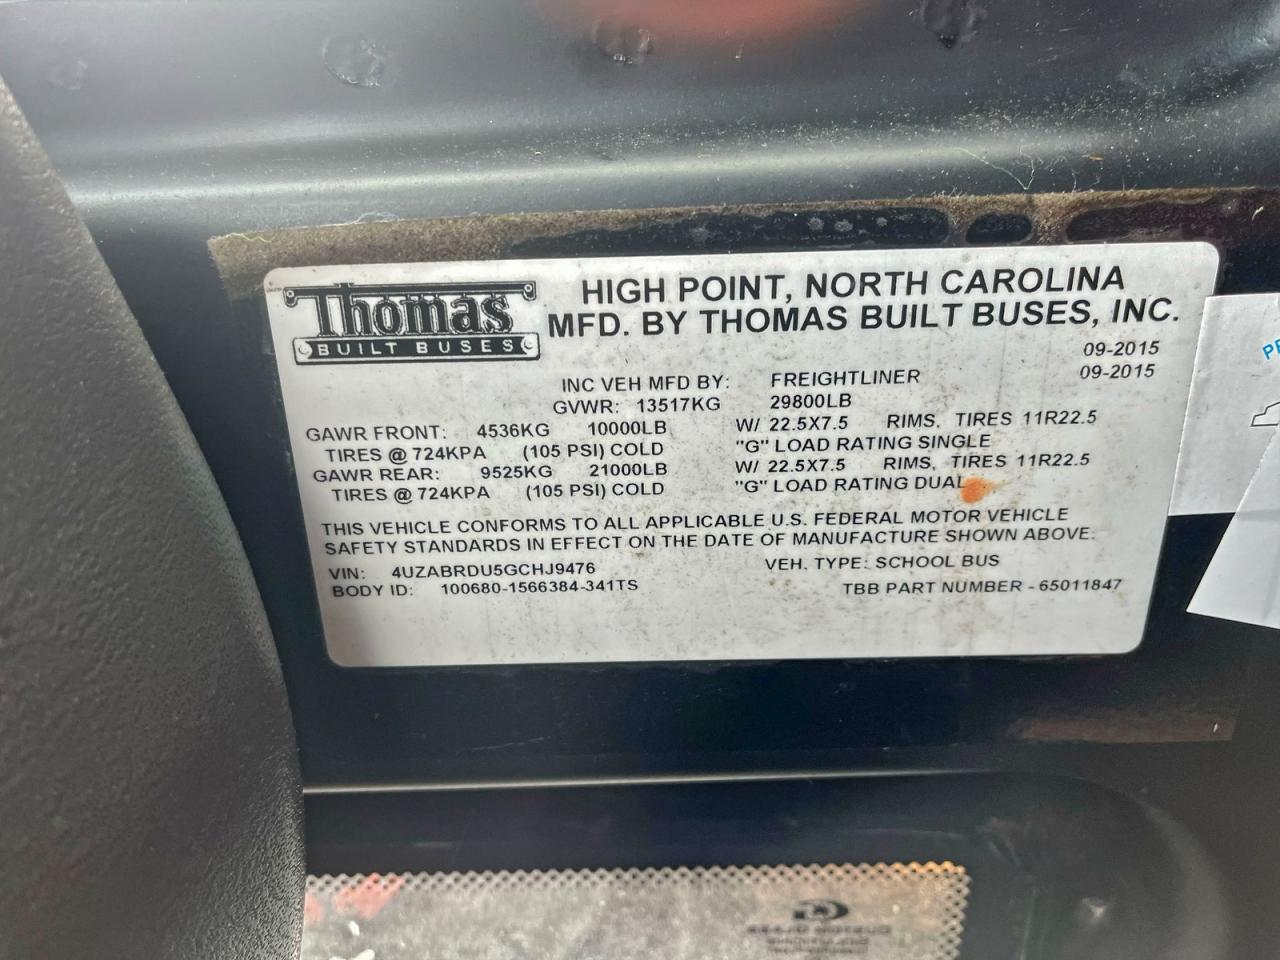 Thomas
BUILT BUSES
HIGH POINT, NORTH CAROLINA
MFD. BY THOMAS BUILT BUSES, INC.
09-2015
INC VEH MFD BY: FREIGHTLINER 09-2015
GVWR: 13517KG 29800LB
GAWR FRONT: 4536KG 10000LB W/ 22.5X7.5 RIMS, TIRES 11R22.5
TIRES @ 724KPA (105 PSI) COLD "G" LOAD RATING SINGLE
GAWR REAR: 9525KG 21000LB W/ 22.5X7.5 RIMS, TIRES 11R22.5
TIRES @ 724KPA (105 PSI) COLD "G" LOAD RATING DUAL
THIS VEHICLE CONFORMS TO ALL APPLICABLE U.S. FEDERAL MOTOR VEHICLE
SAFETY STANDARDS IN EFFECT ON THE DATE OF MANUFACTURE SHOWN ABOVE.
VIN: 4UZABRDU5GCHJ9476 VEH. TYPE: SCHOOL BUS
BODY ID: 100680-1566384-341TS TBB PART NUMBER - 65011847